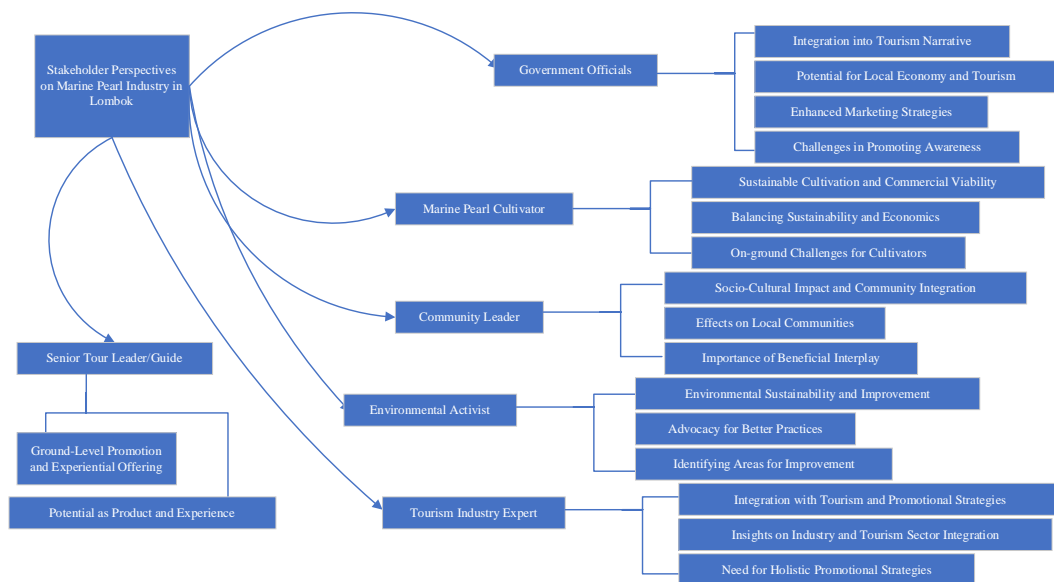 Stakeholder Perspectives
on Marine Pearl Industry in
Lombok
Government Officials
Integration into Tourism Narrative
Potential for Local Economy and Tourism
Enhanced Marketing Strategies
Challenges in Promoting Awareness
Marine Pearl Cultivator
Sustainable Cultivation and Commercial Viability
Balancing Sustainability and Economics
On-ground Challenges for Cultivators
Community Leader
Socio-Cultural Impact and Community Integration
Effects on Local Communities
Importance of Beneficial Interplay
Environmental Activist
Environmental Sustainability and Improvement
Advocacy for Better Practices
Identifying Areas for Improvement
Tourism Industry Expert
Integration with Tourism and Promotional Strategies
Insights on Industry and Tourism Sector Integration
Need for Holistic Promotional Strategies
Senior Tour Leader/Guide
Ground-Level Promotion
and Experiential Offering
Potential as Product and Experience